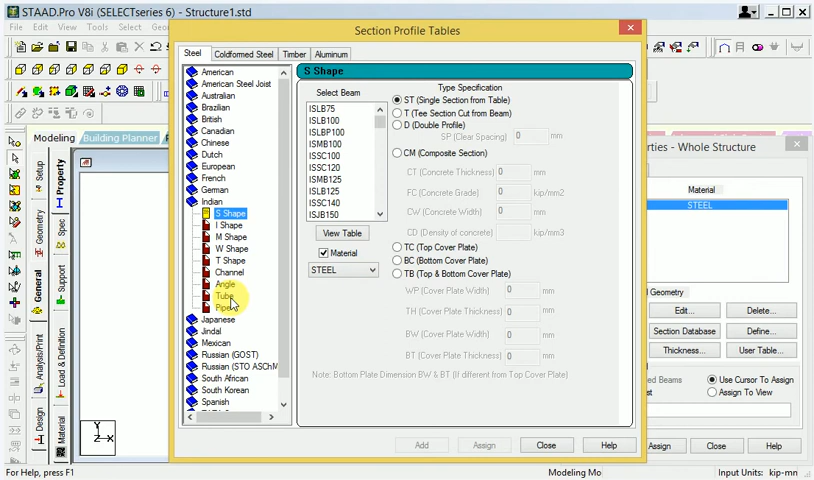 STAAD.Pro V8i (SELECTseries 6) - Structure1.std
File Edit View Tools Select
Section Profile Tables
Steel Coldformed Steel Timber Aluminum
American
American Steel Joist
Australian
Brazilian
British
Canadian
Chinese
Dutch
European
French
German
Indian
S Shape
I Shape
M Shape
W Shape
T Shape
Channel
Angle
Tube
Japanese
Jindal
Mexican
Russian (GOST)
Russian (STO ASChM
South African
South Korean
Spanish
S Shape
Select Beam
ISLB75
ISLB100
ISLBP100
ISMB100
ISSC100
ISSC120
ISMB125
ISLB125
ISSC140
ISJB150
View Table
Material
STEEL
Type Specification
ST (Single Section from Table)
T (Tee Section Cut from Beam)
D (Double Profile)
SP (Clear Spacing) 0 mm
CM (Composite Section)
CT (Concrete Thickness) 0 mm
FC (Concrete Grade) 0 kip/mm2
CW (Concrete Width) 0 mm
CD (Density of concrete) kip/mm3
TC (Top Cover Plate)
BC (Bottom Cover Plate)
TB (Top & Bottom Cover Plate)
WP (Cover Plate Width) 0 mm
TH (Cover Plate Thickness) 0 mm
BW (Cover Plate Width) 0 mm
BT (Cover Plate Thickness) 0 mm
Note: Bottom Plate Dimension BW & BT (If different from Top Cover Plate)
Add Assign Close Help
Modeling Building Planner
Setup
Property
General
Spec
Support
Analysis/Print
Load & Definition
Design
Material
Y
Z X
erties - Whole Structure
Material
STEEL
Geometry
Edit... Delete...
Section Database Define...
Thickness... User Table...
ed Beams Use Cursor To Assign
st Assign To View
Assign Close Help
For Help, press F1
Modeling Mo
Input Units: kip-mm